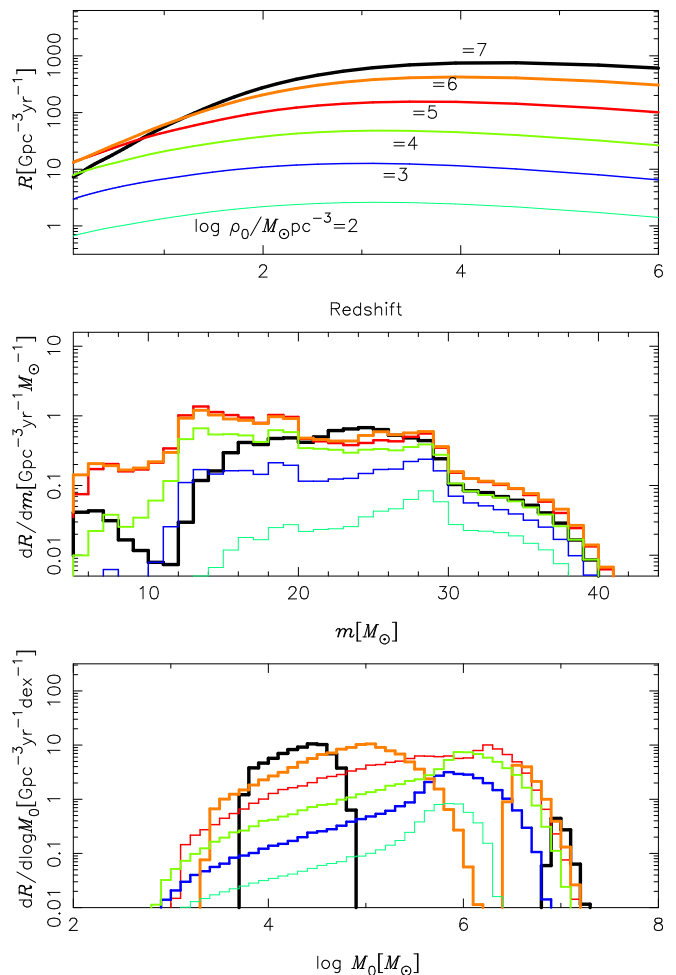 1000
100
10
1
R[Gpc⁻³yr⁻¹]
=7
=6
=5
=4
=3
log ρ₀/M⊙pc⁻³=2
2 4 6
Redshift
10
1
0.1
0.01
dR/dm[Gpc⁻³yr⁻¹M⊙⁻¹]
10 20 30 40
m[M⊙]
100
10
1
0.1
0.01
dR/dlogM₀[Gpc⁻³yr⁻¹dex⁻¹]
2 4 6 8
log M₀[M⊙]